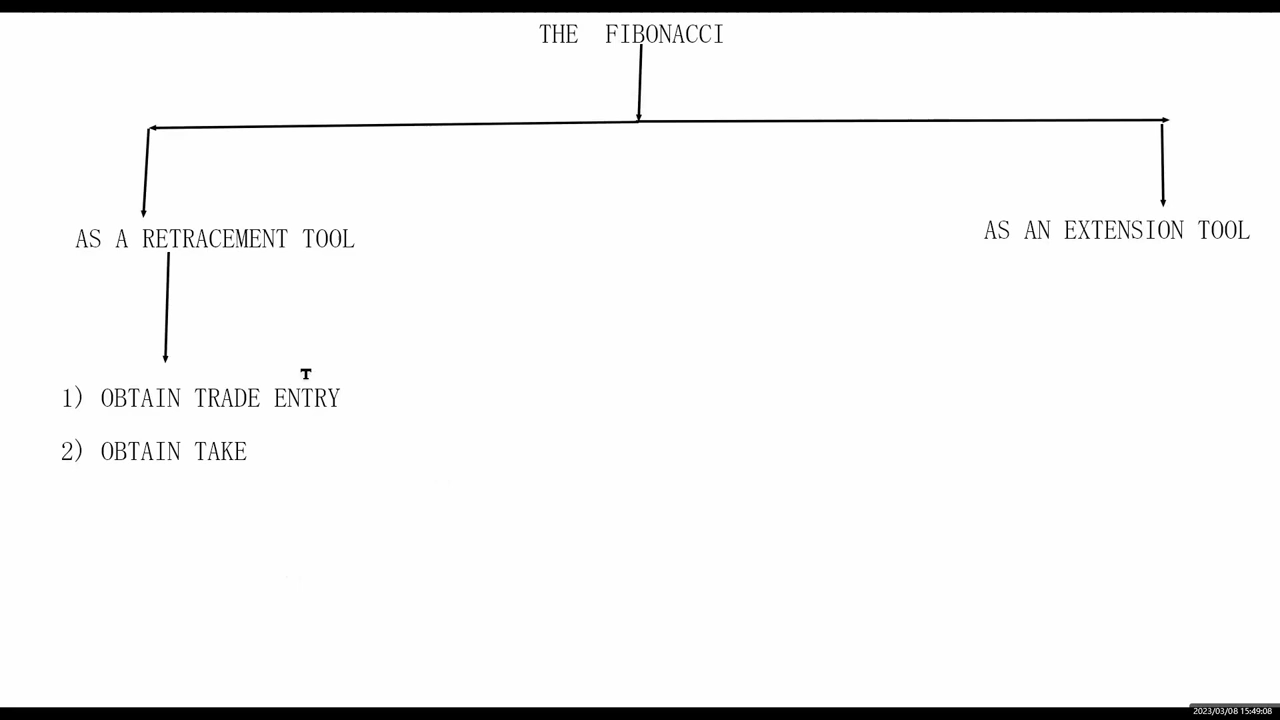 THE FIBONACCI
AS A RETRACEMENT TOOL
AS AN EXTENSION TOOL
1) OBTAIN TRADE ENTRY
2) OBTAIN TAKE
2023/03/08 15:49:08